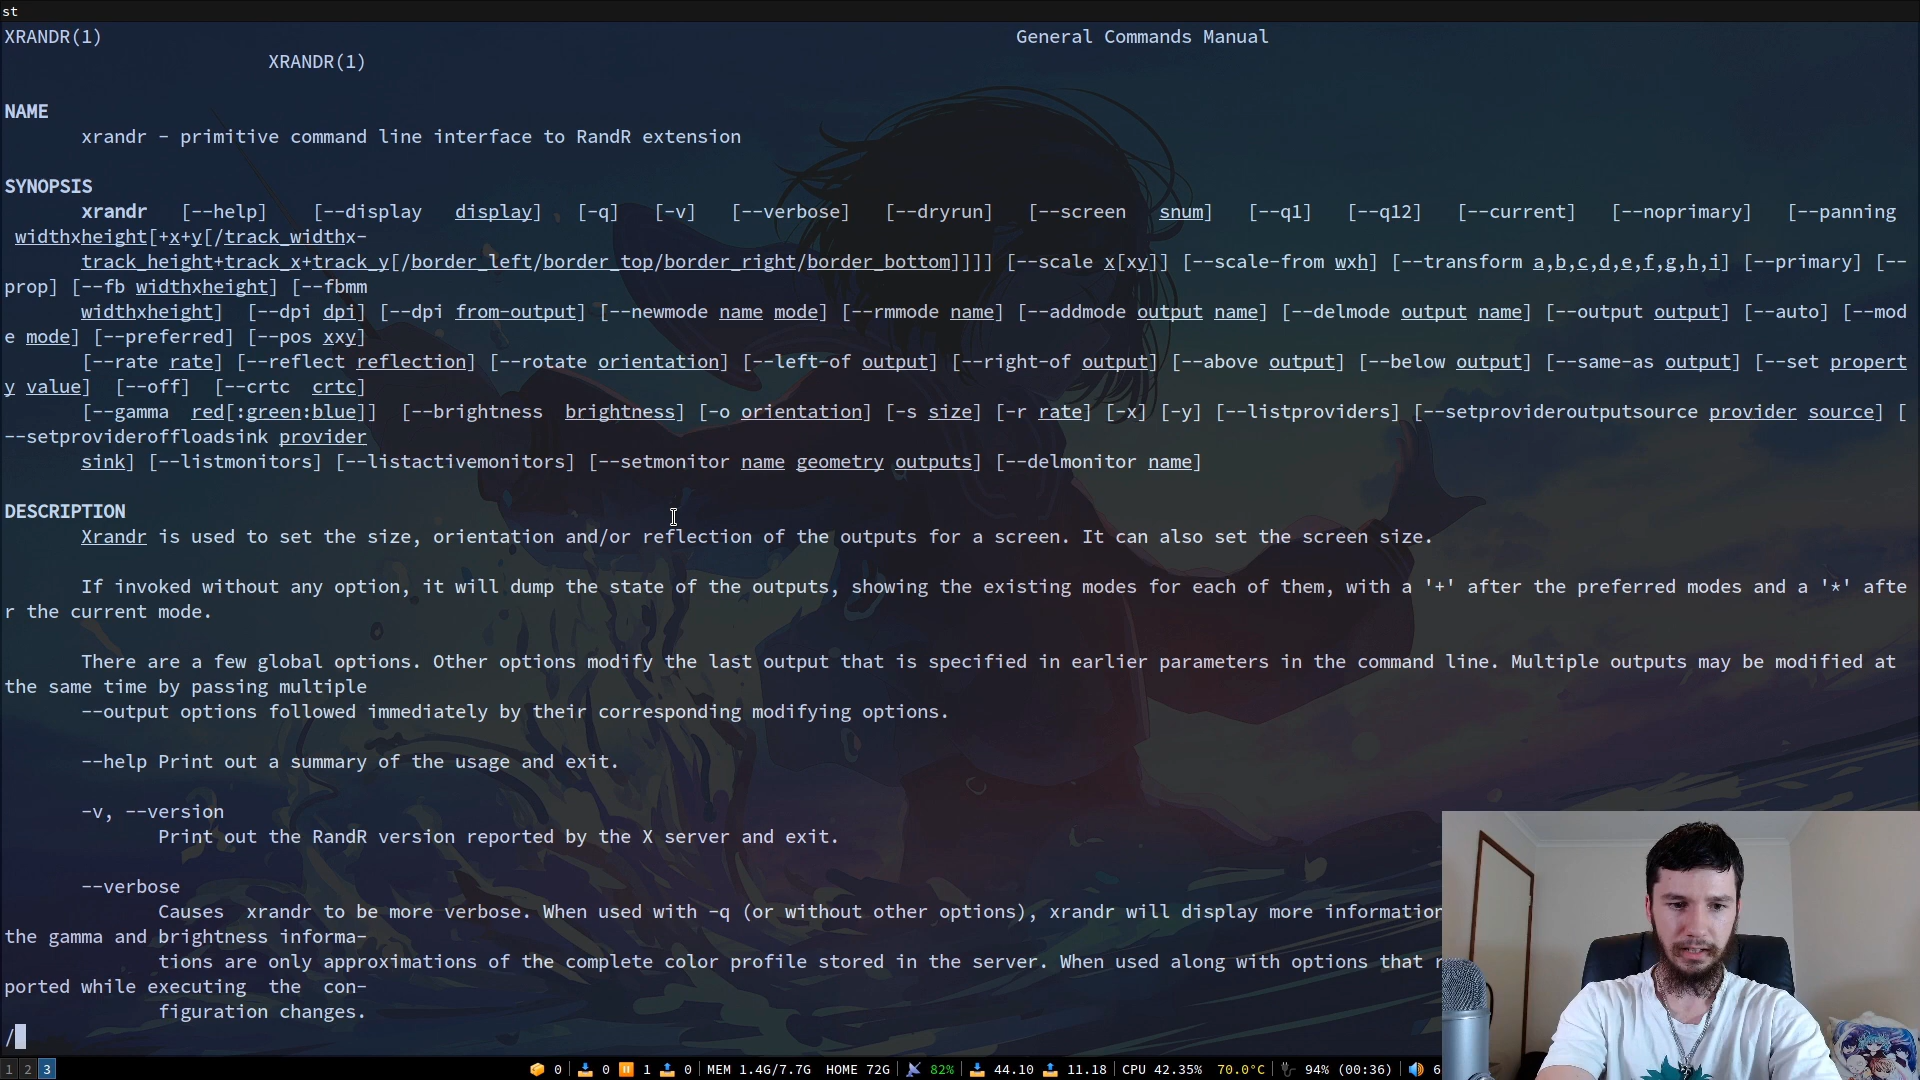 st
XRANDR(1) General Commands Manual
XRANDR(1)
NAME
xrandr - primitive command line interface to RandR extension
SYNOPSIS
xrandr [--help] [--display display] [-q] [-v] [--verbose] [--dryrun] [--screen snum] [--q1] [--q12] [--current] [--noprimary] [--panning
widthxheight[+x+y[/track_widthx-
track_height+track_x+track_y[/border_left/border_top/border_right/border_bottom]]]] [--scale x[xy]] [--scale-from wxh] [--transform a,b,c,d,e,f,g,h,i] [--primary] [--
prop] [--fb widthxheight] [--fbmm
widthxheight] [--dpi dpi] [--dpi from-output] [--newmode name mode] [--rmmode name] [--addmode output name] [--delmode output name] [--output output] [--auto] [--mod
e mode] [--preferred] [--pos xxy]
[--rate rate] [--reflect reflection] [--rotate orientation] [--left-of output] [--right-of output] [--above output] [--below output] [--same-as output] [--set propert
y value] [--off] [--crtc crtc]
[--gamma red[:green:blue]] [--brightness brightness] [-o orientation] [-s size] [-r rate] [-x] [-y] [--listproviders] [--setprovideroutputsource provider source] [
--setprovideroffloadsink provider
sink] [--listmonitors] [--listactivemonitors] [--setmonitor name geometry outputs] [--delmonitor name]
DESCRIPTION
Xrandr is used to set the size, orientation and/or reflection of the outputs for a screen. It can also set the screen size.
If invoked without any option, it will dump the state of the outputs, showing the existing modes for each of them, with a '+' after the preferred modes and a '*' afte
r the current mode.
There are a few global options. Other options modify the last output that is specified in earlier parameters in the command line. Multiple outputs may be modified at
the same time by passing multiple
--output options followed immediately by their corresponding modifying options.
--help Print out a summary of the usage and exit.
-v, --version
Print out the RandR version reported by the X server and exit.
--verbose
Causes xrandr to be more verbose. When used with -q (or without other options), xrandr will display more information
the gamma and brightness informa-
tions are only approximations of the complete color profile stored in the server. When used along with options that r
ported while executing the con-
figuration changes.
/
1 2 3 0 0 1 0 MEM 1.4G/7.7G HOME 72G 82% 44.10 11.18 CPU 42.35% 70.0°C 94% (00:36) 6